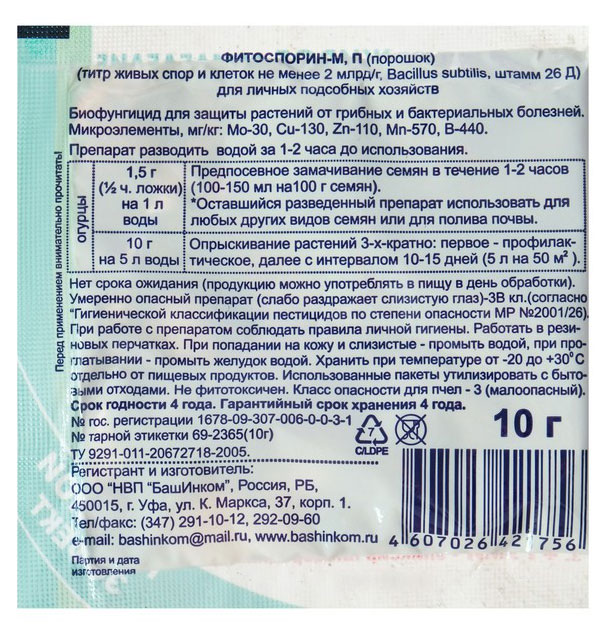 ФИТОСПОРИН-М, П (порошок)
(титр живых спор и клеток не менее 2 млрд/г, Bacillus subtilis, штамм 26 Д)
для личных подсобных хозяйств
Биофунгицид для защиты растений от грибных и бактериальных болезней.
Микроэлементы, мг/кг: Mo-30, Cu-130, Zn-110, Mn-570, B-440.
Препарат разводить водой за 1-2 часа до использования.
Перед применением внимательно прочитать!
огурцы
1,5 г
(½ ч. ложки)
на 1 л
воды
Предпосевное замачивание семян в течение 1-2 часов
(100-150 мл на100 г семян).
*Оставшийся разведенный препарат использовать для
любых других видов семян или для полива почвы.
10 г
на 5 л воды
Опрыскивание растений 3-х-кратно: первое - профилак-
тическое, далее с интервалом 10-15 дней (5 л на 50 м² ).
Нет срока ожидания (продукцию можно употреблять в пищу в день обработки).
Умеренно опасный препарат (слабо раздражает слизистую глаз)-3В кл.(согласно
"Гигиенической классификации пестицидов по степени опасности МР №2001/26).
При работе с препаратом соблюдать правила личной гигиены. Работать в рези-
новых перчатках. При попадании на кожу и слизистые - промыть водой, при про-
глатывании - промыть желудок водой. Хранить при температуре от -20 до +30°С
отдельно от пищевых продуктов. Использованные пакеты утилизировать с быто-
выми отходами. Не фитотоксичен. Класс опасности для пчел - 3 (малоопасный).
Срок годности 4 года. Гарантийный срок хранения 4 года.
№ гос. регистрации 1678-09-307-006-0-0-3-1
№ тарной этикетки 69-2365(10г)
ТУ 9291-011-20672718-2005.
7
C/LDPE
10 г
Регистрант и изготовитель:
ООО "НВП "БашИнком", Россия, РБ,
450015, г. Уфа, ул. К. Маркса, 37, корп. 1.
Тел/факс: (347) 291-10-12, 292-09-60
e-mail: bashinkom@mail.ru, www.bashinkom.ru
4 607026 421756
Партия и дата
изготовления